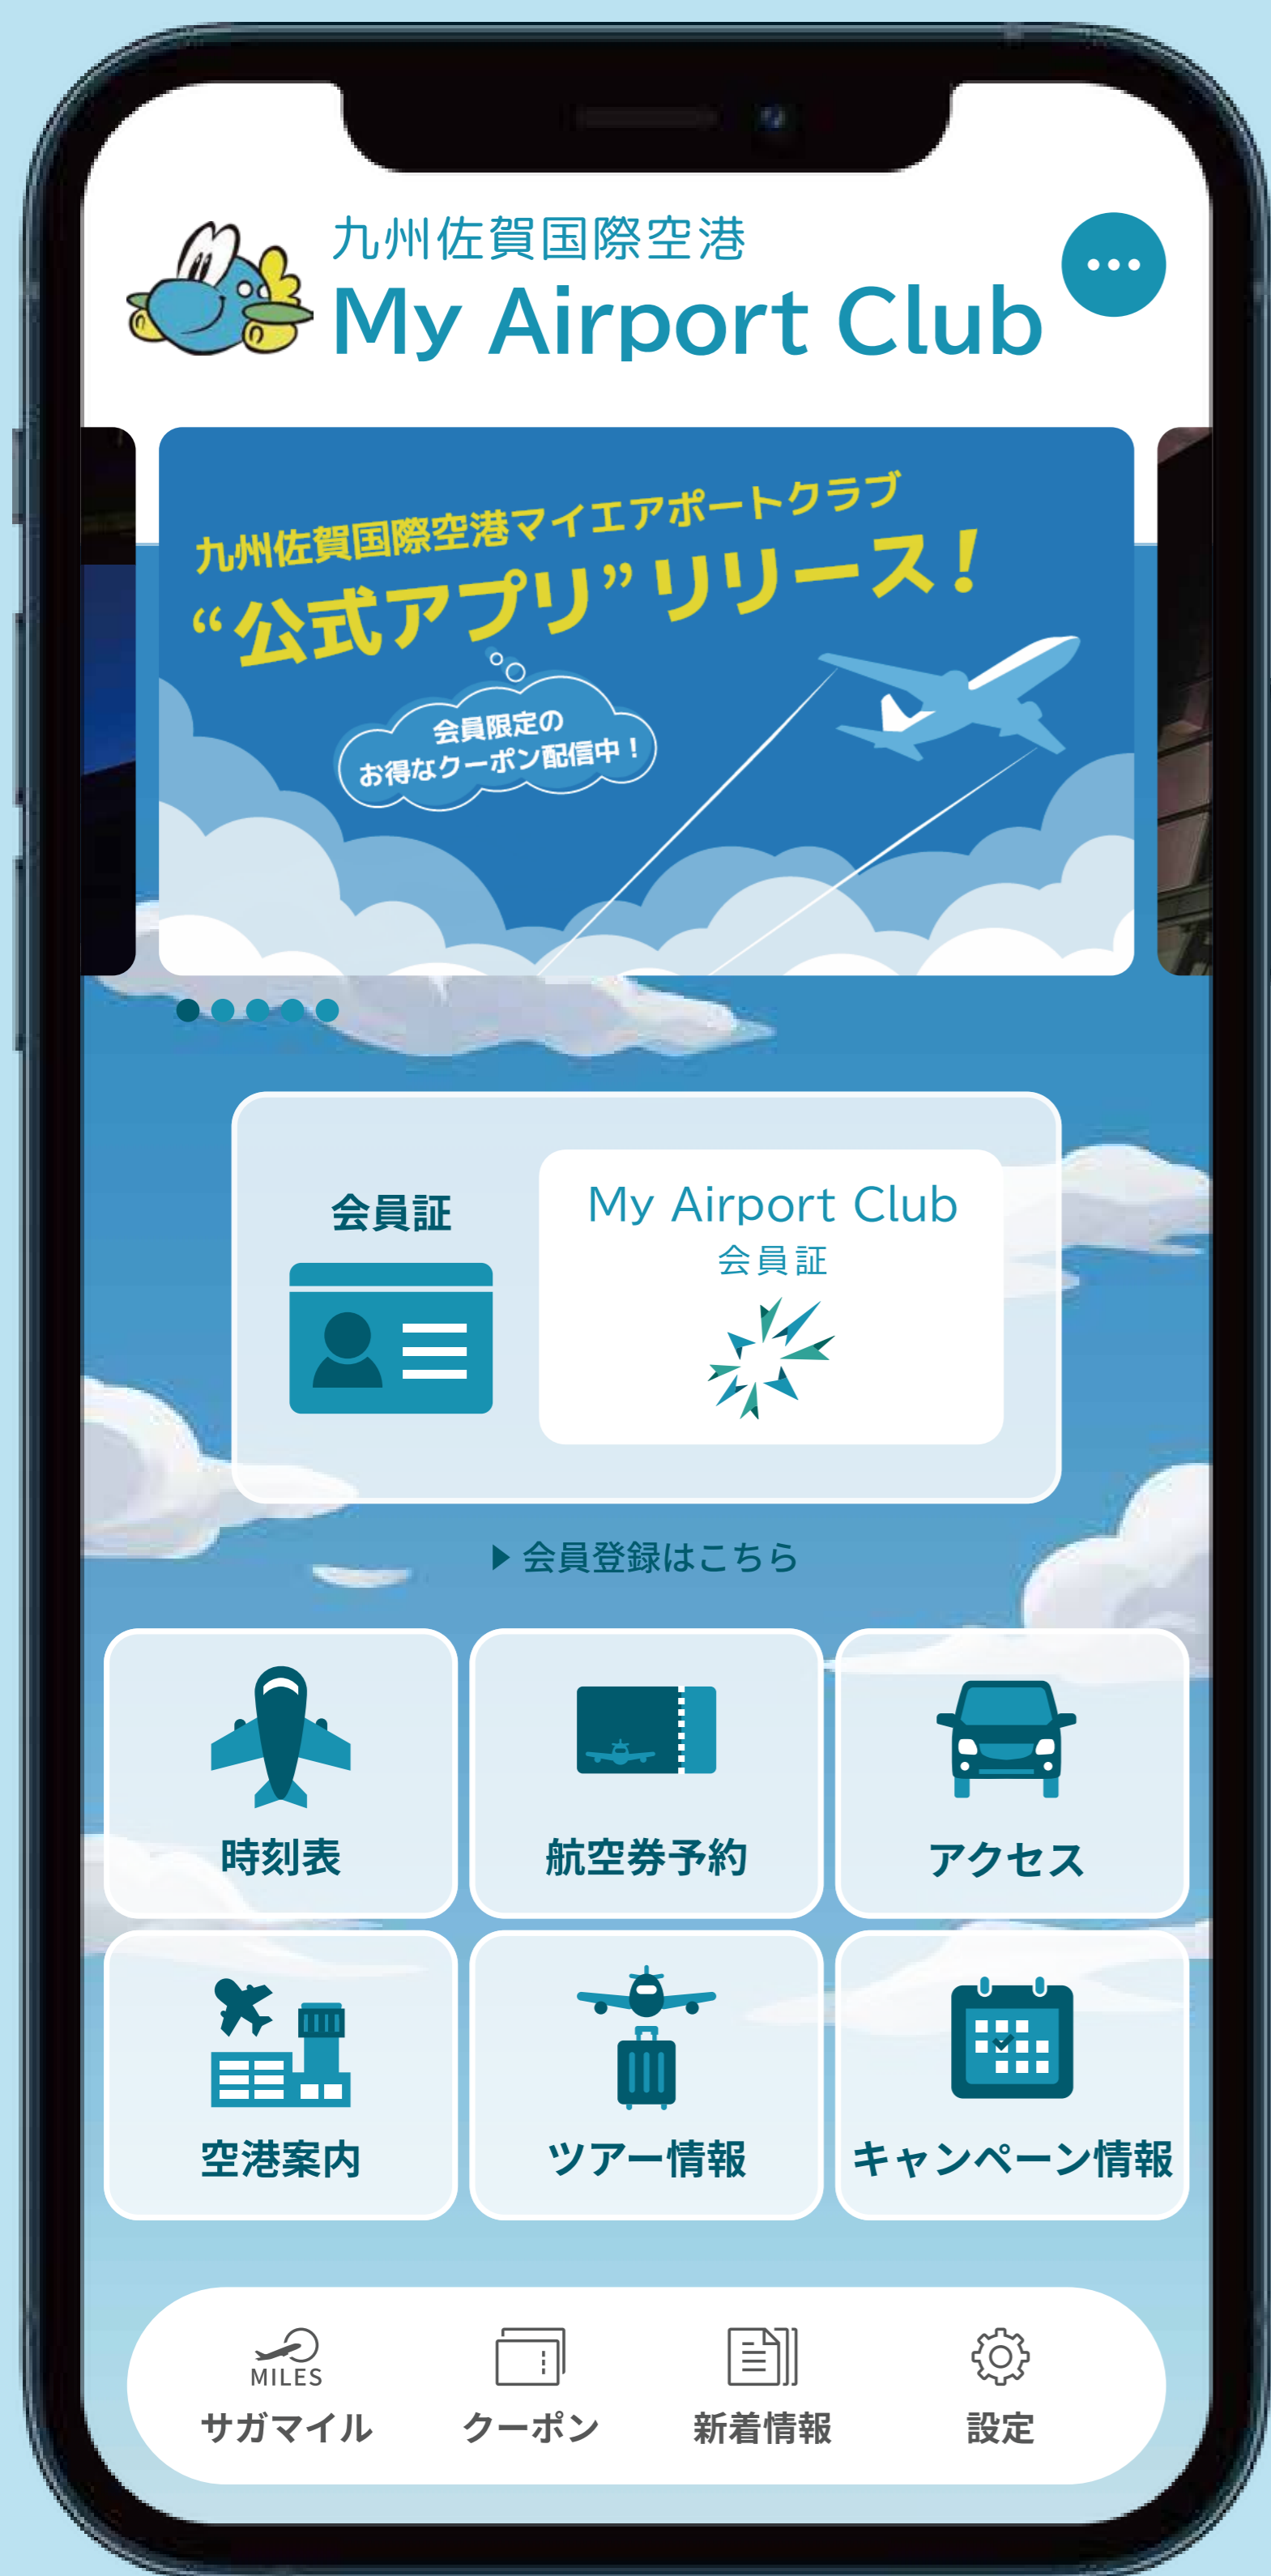 九州佐賀国際空港
My Airport Club
九州佐賀国際空港マイエアポートクラブ
“公式アプリ”リリース！
会員限定の
お得なクーポン配信中！
会員証
My Airport Club
会員証
会員登録はこちら
時刻表
航空券予約
アクセス
空港案内
ツアー情報
キャンペーン情報
MILES
サガマイル
クーポン
新着情報
設定